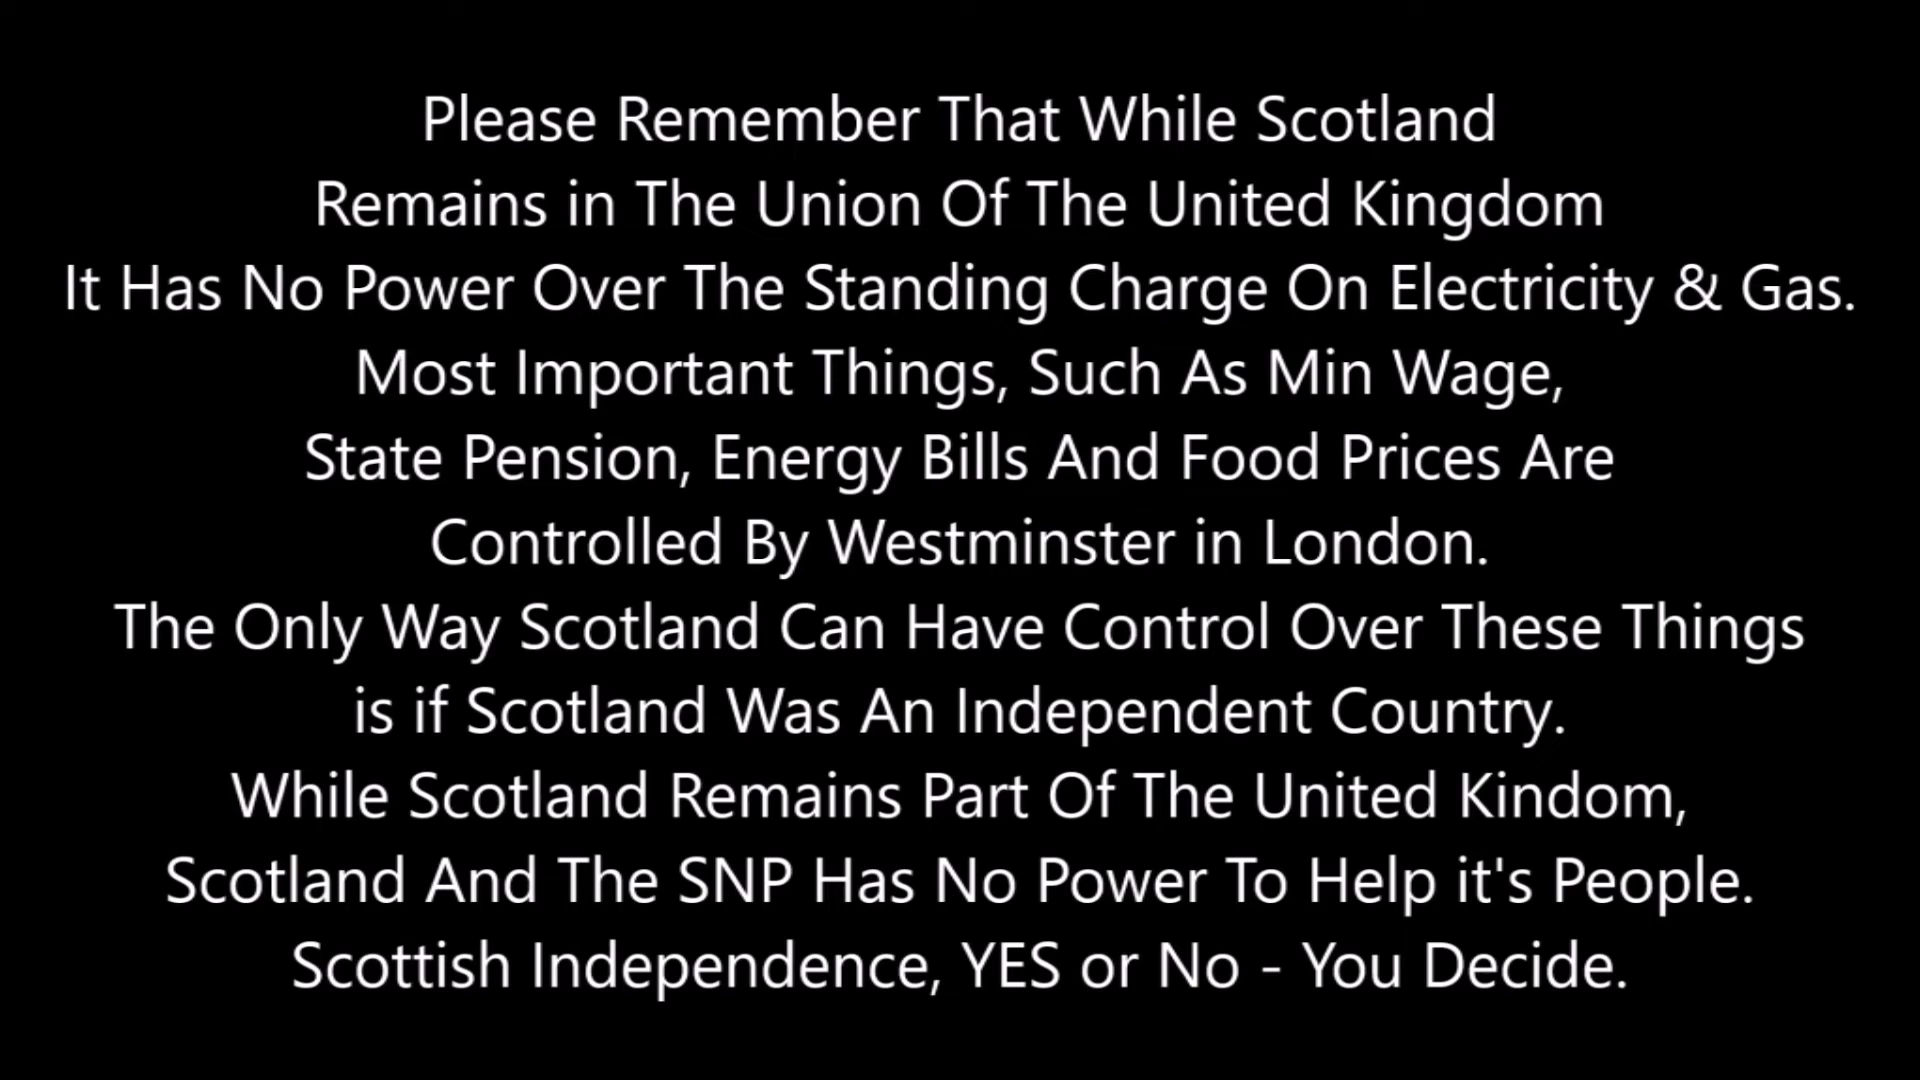 Please Remember That While Scotland
Remains in The Union Of The United Kingdom
It Has No Power Over The Standing Charge On Electricity & Gas.
Most Important Things, Such As Min Wage,
State Pension, Energy Bills And Food Prices Are
Controlled By Westminster in London.
The Only Way Scotland Can Have Control Over These Things
is if Scotland Was An Independent Country.
While Scotland Remains Part Of The United Kindom,
Scotland And The SNP Has No Power To Help it's People.
Scottish Independence, YES or No - You Decide.